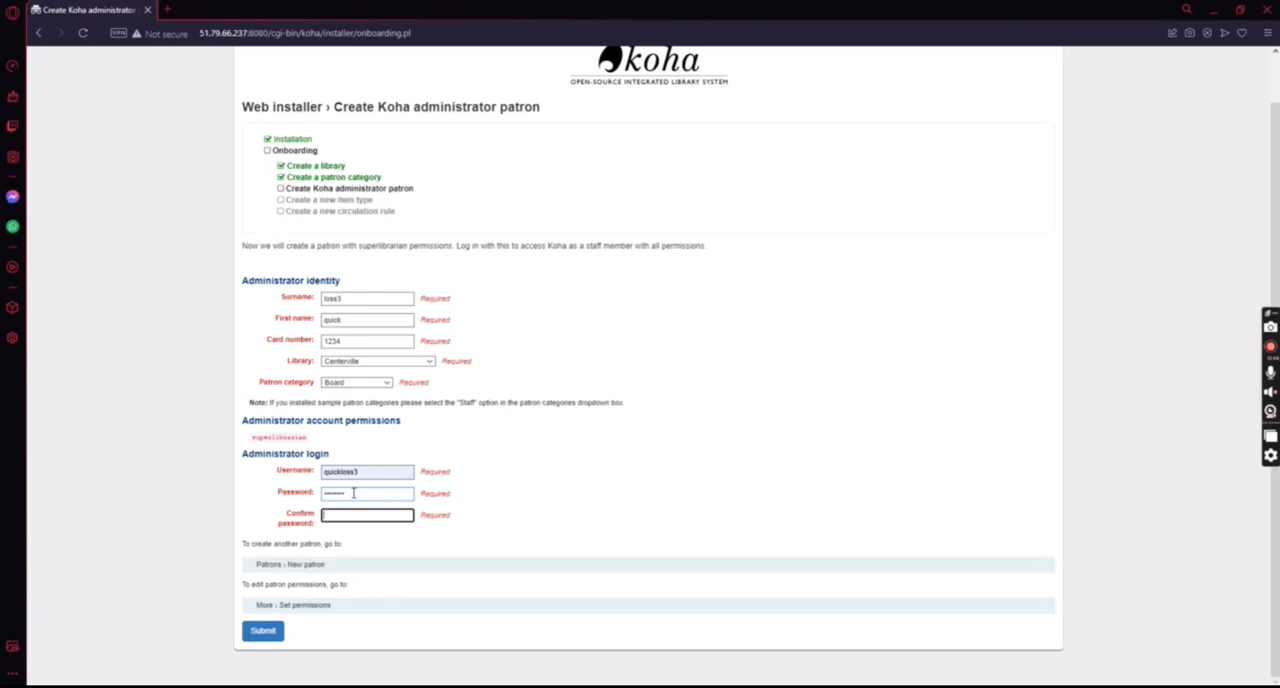 Create Koha administrator
VPN Not secure 51.79.66.237:8080/cgi-bin/koha/installer/onboarding.pl
koha
OPEN-SOURCE INTEGRATED LIBRARY SYSTEM
Web installer › Create Koha administrator patron
Installation
Onboarding
Create a library
Create a patron category
Create Koha administrator patron
Create a new item type
Create a new circulation rule
Now we will create a patron with superlibrarian permissions. Log in with this to access Koha as a staff member with all permissions.
Administrator identity
Surname: loss3 Required
First name: quick Required
Card number: 1234 Required
Library: Centerville Required
Patron category Board Required
Note: If you installed sample patron categories please select the "Staff" option in the patron categories dropdown box.
Administrator account permissions
superlibrarian
Administrator login
Username: quickloss3 Required
Password: •••••••• Required
Confirm password: Required
To create another patron, go to:
Patrons › New patron
To edit patron permissions, go to:
More › Set permissions
Submit